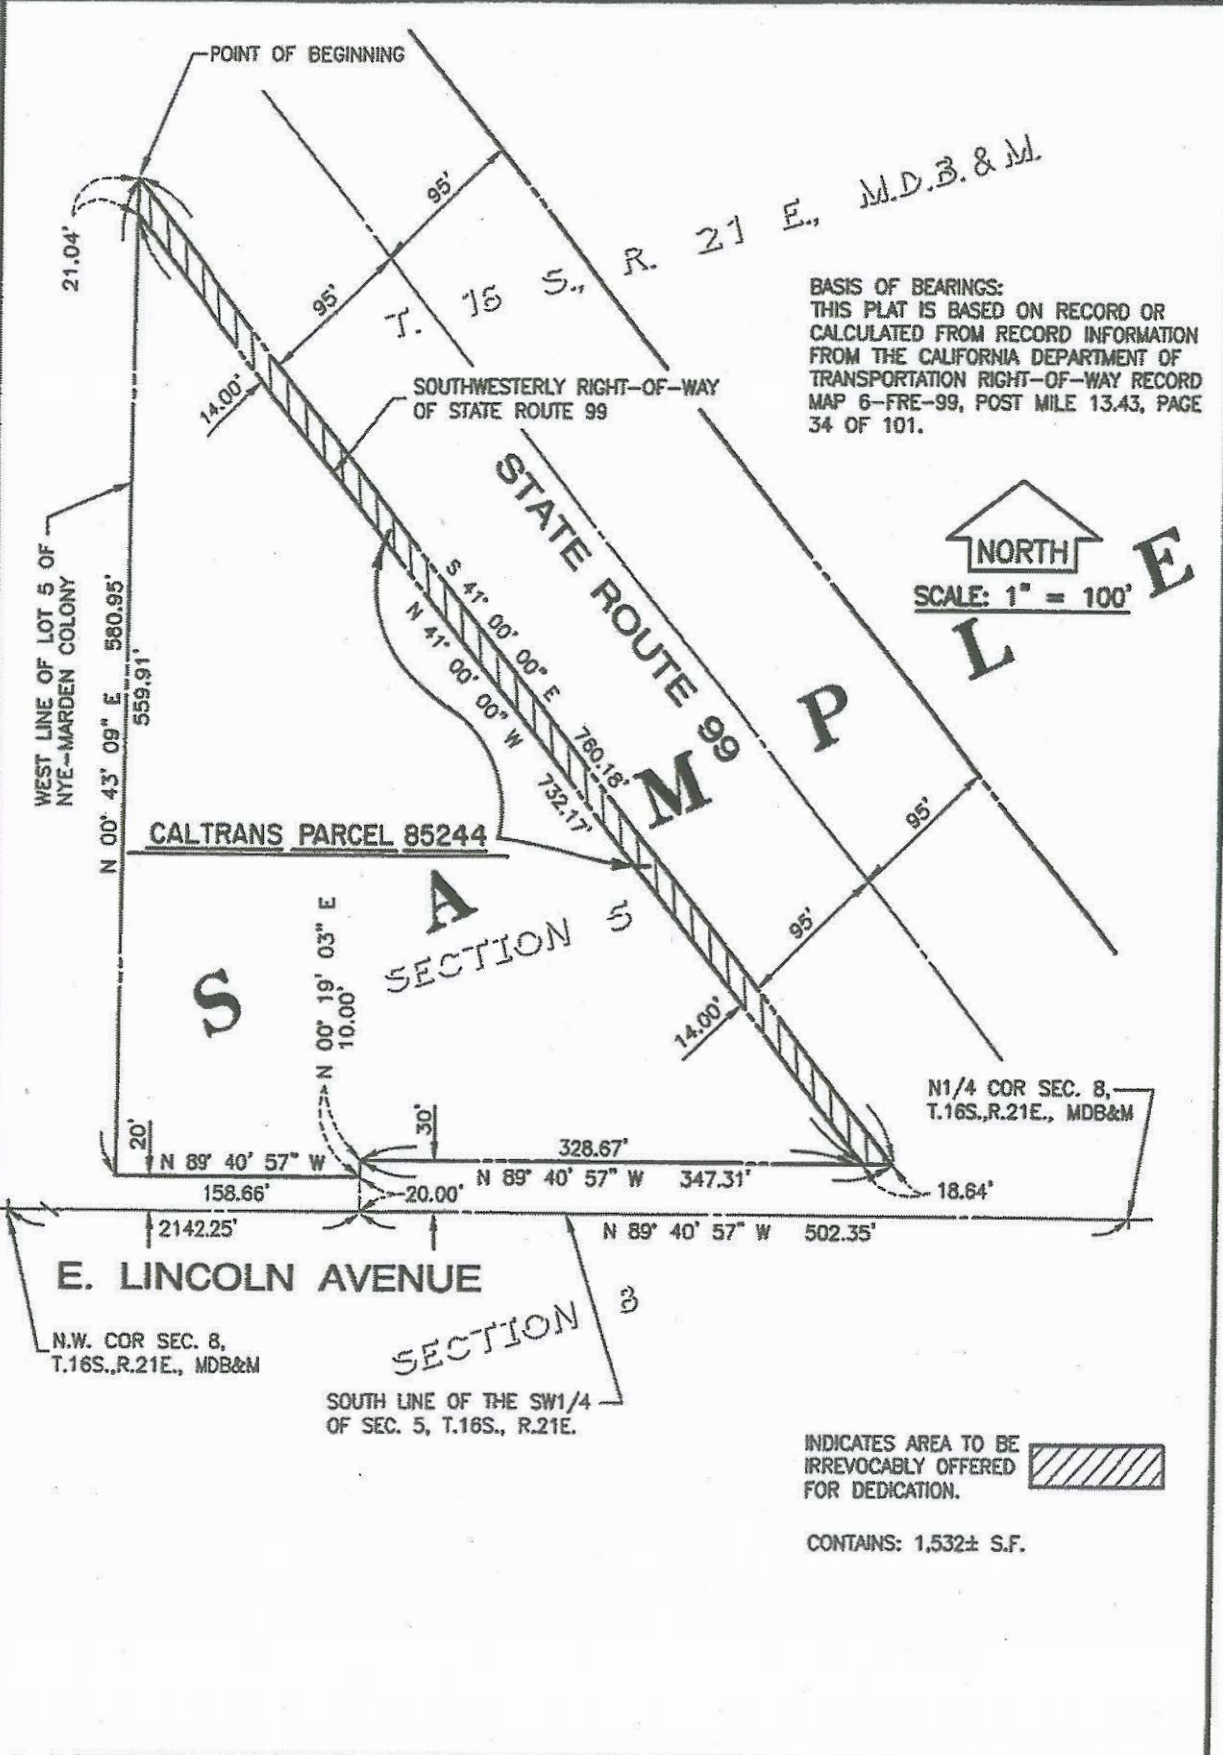 POINT OF BEGINNING
95'
T. 16 S., R. 21 E., M.D.B. & M.
21.04'
95'
BASIS OF BEARINGS:
THIS PLAT IS BASED ON RECORD OR
CALCULATED FROM RECORD INFORMATION
FROM THE CALIFORNIA DEPARTMENT OF
TRANSPORTATION RIGHT-OF-WAY RECORD
MAP 6-FRE-99, POST MILE 13.43, PAGE
34 OF 101.
14.00'
SOUTHWESTERLY RIGHT-OF-WAY
OF STATE ROUTE 99
STATE ROUTE 99
NORTH
SCALE: 1" = 100'
WEST LINE OF LOT 5 OF
NYE-MARDEN COLONY
N 00° 43' 09" E 580.95'
559.91'
S 41° 00' 00" E 760.18'
N 41° 00' 00" W 732.17'
SAMPLE
CALTRANS PARCEL 85244
95'
95'
SECTION 5
N 00° 19' 03" E
10.00'
14.00'
N1/4 COR SEC. 8,
T.16S.,R.21E., MDB&M
20'
30'
328.67'
N 89° 40' 57" W
N 89° 40' 57" W 347.31'
158.66'
20.00'
18.64'
2142.25'
N 89° 40' 57" W 502.35'
E. LINCOLN AVENUE
SECTION 8
N.W. COR SEC. 8,
T.16S.,R.21E., MDB&M
SOUTH LINE OF THE SW1/4
OF SEC. 5, T.16S., R.21E.
INDICATES AREA TO BE
IRREVOCABLY OFFERED
FOR DEDICATION.
CONTAINS: 1,532± S.F.